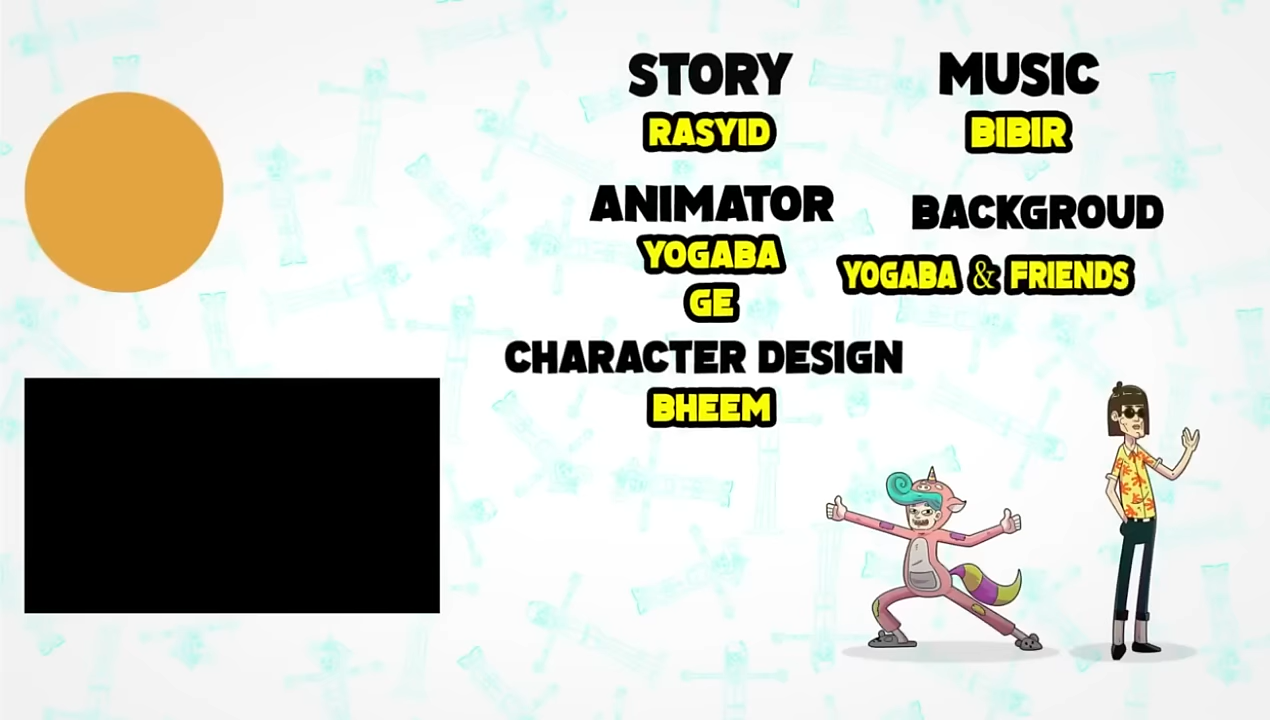 STORY
RASYID
ANIMATOR
YOGABA
GE
CHARACTER DESIGN
BHEEM
MUSIC
BIBIR
BACKGROUD
YOGABA & FRIENDS